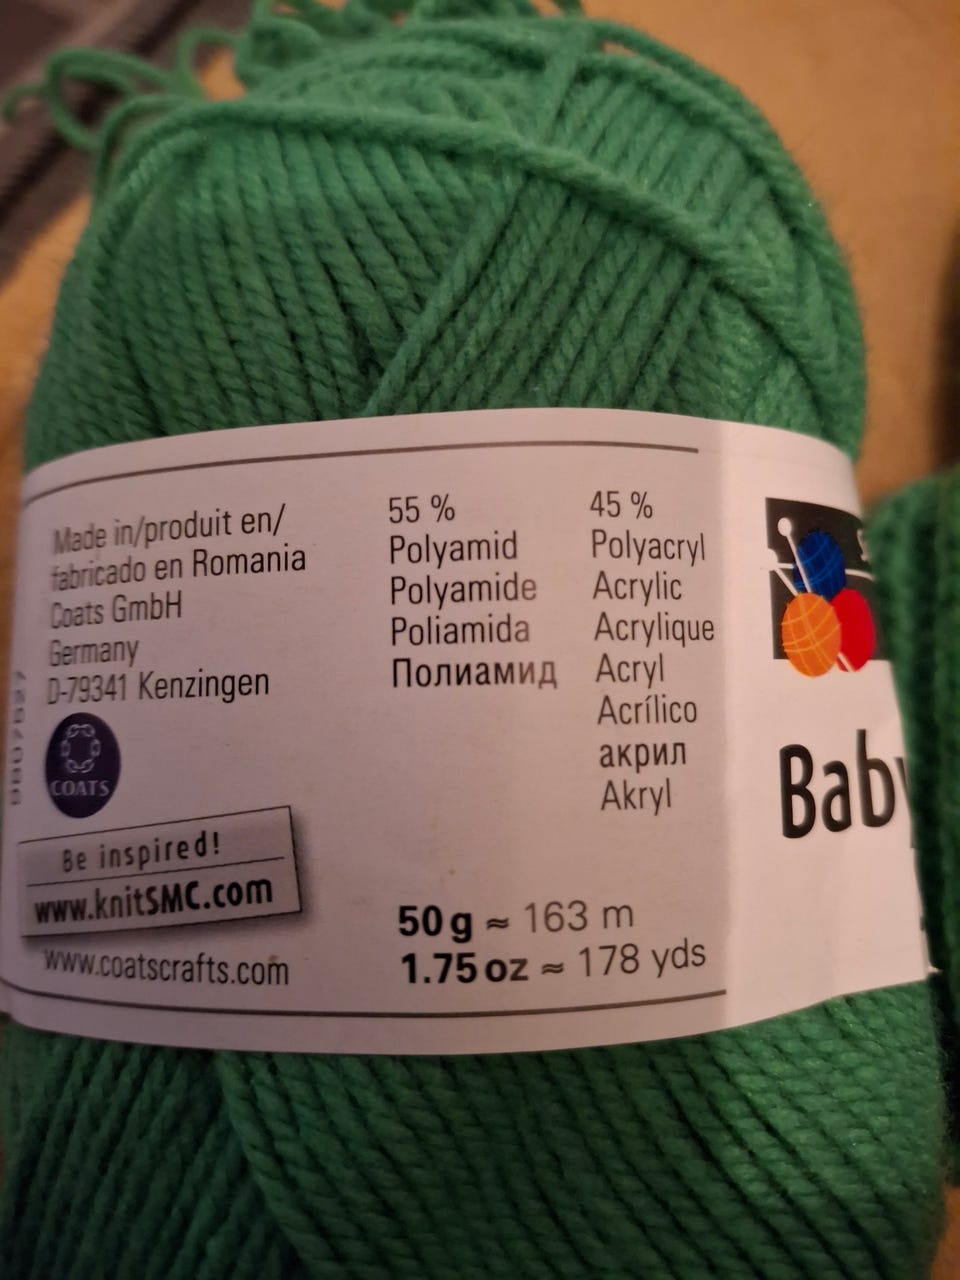 Made in/produit en/
fabricado en Romania
Coats GmbH
Germany
D-79341 Kenzingen
COATS
Be inspired!
www.knitSMC.com
www.coatscrafts.com
55 %
Polyamid
Polyamide
Poliamida
Полиамид
45 %
Polyacryl
Acrylic
Acrylique
Acryl
Acrílico
акрил
Akryl
50 g ≈ 163 m
1.75 oz ≈ 178 yds
Baby